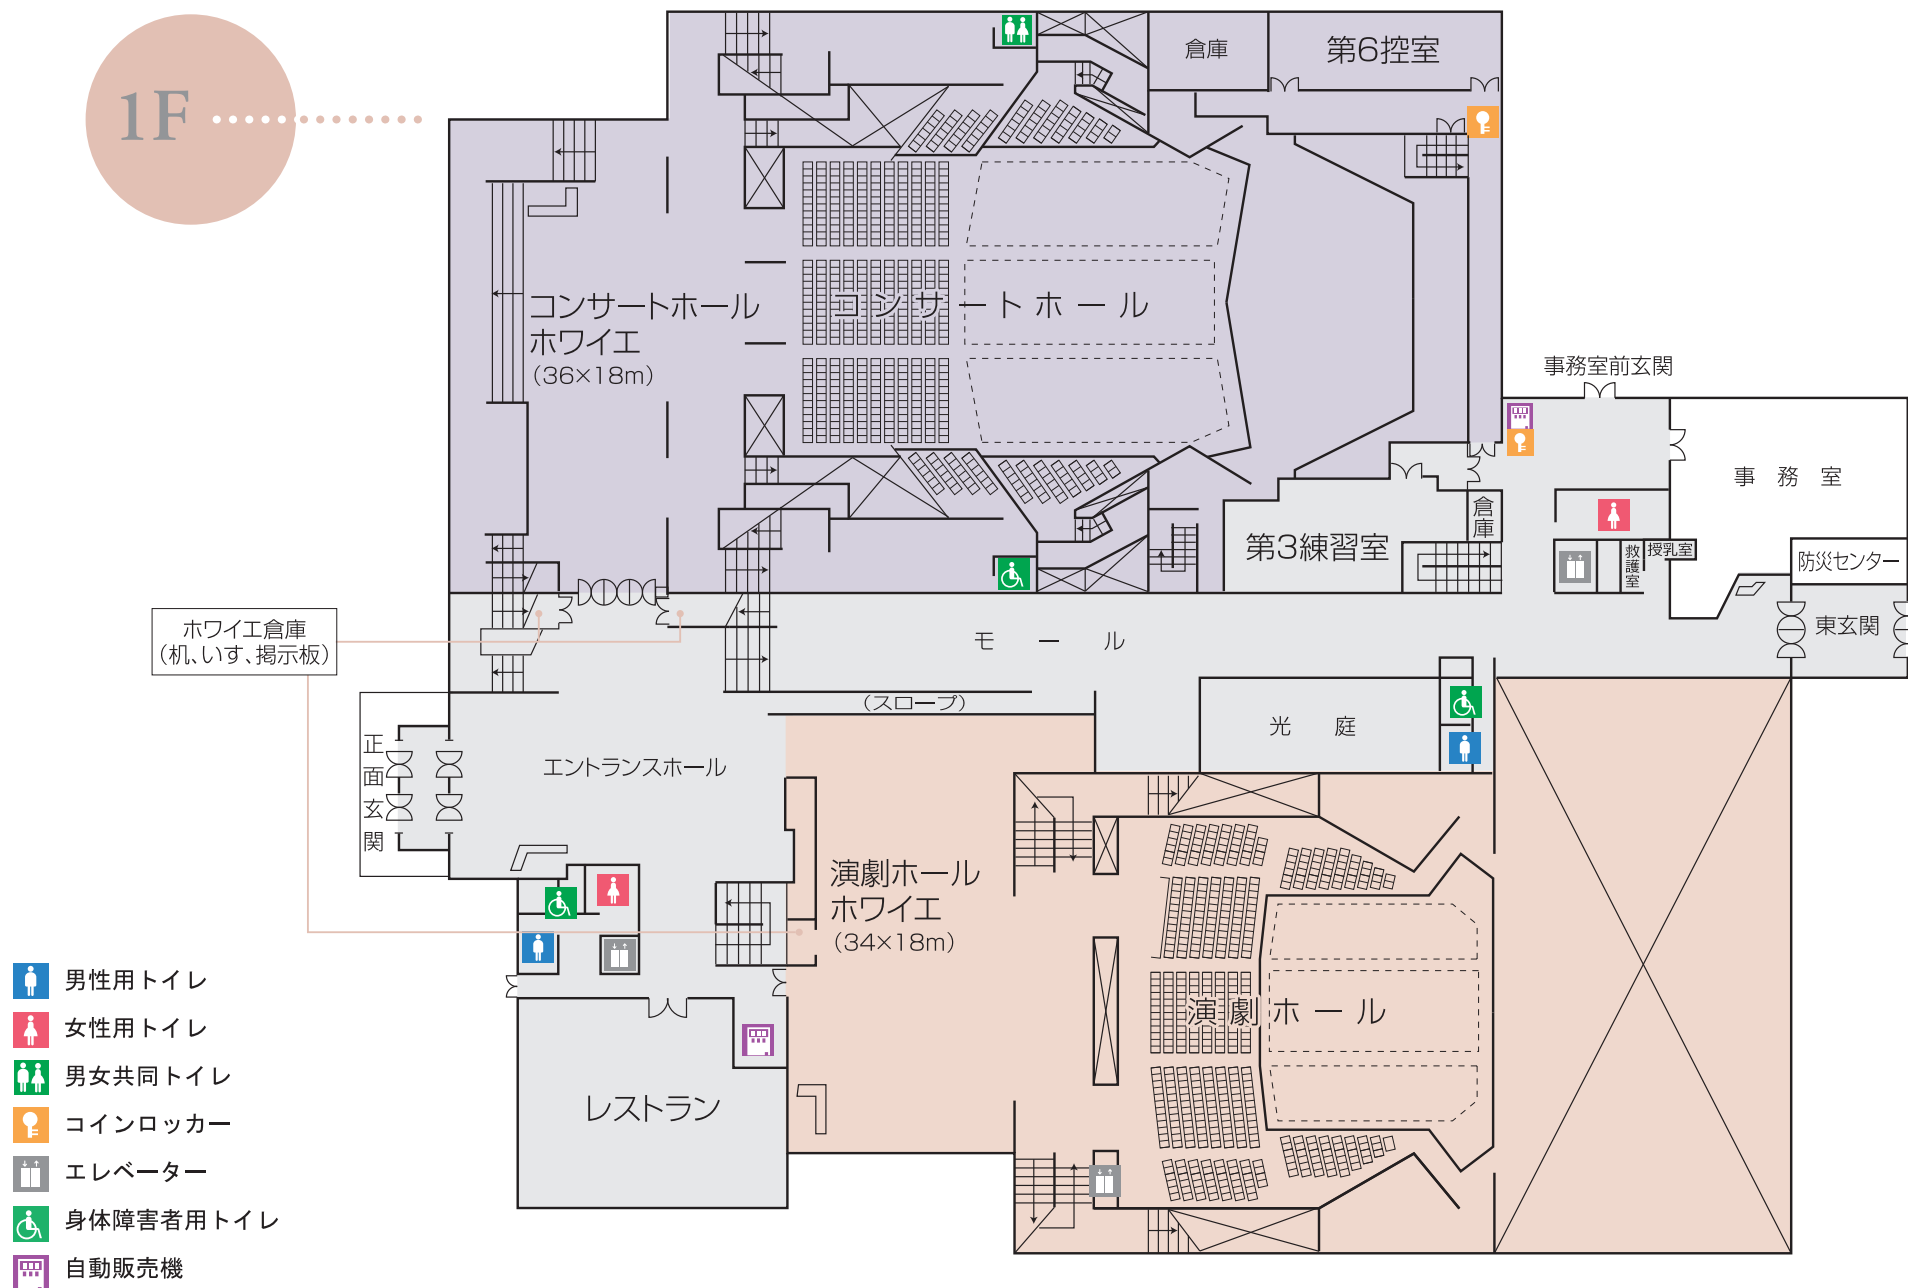 1F
倉庫
第6控室
コンサートホール
ホワイエ
(36×18m)
コンサートホール
事務室前玄関
事務室
倉庫
第3練習室
救護室
授乳室
防災センター
東玄関
ホワイエ倉庫
(机、いす、掲示板)
モール
(スロープ)
光庭
正面玄関
エントランスホール
演劇ホール
ホワイエ
(34×18m)
演劇ホール
レストラン
男性用トイレ
女性用トイレ
男女共同トイレ
コインロッカー
エレベーター
身体障害者用トイレ
自動販売機